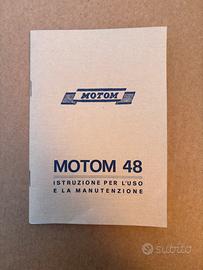 MOTOM
MOTOM 48
ISTRUZIONE PER L'USO
E LA MANUTENZIONE
subito